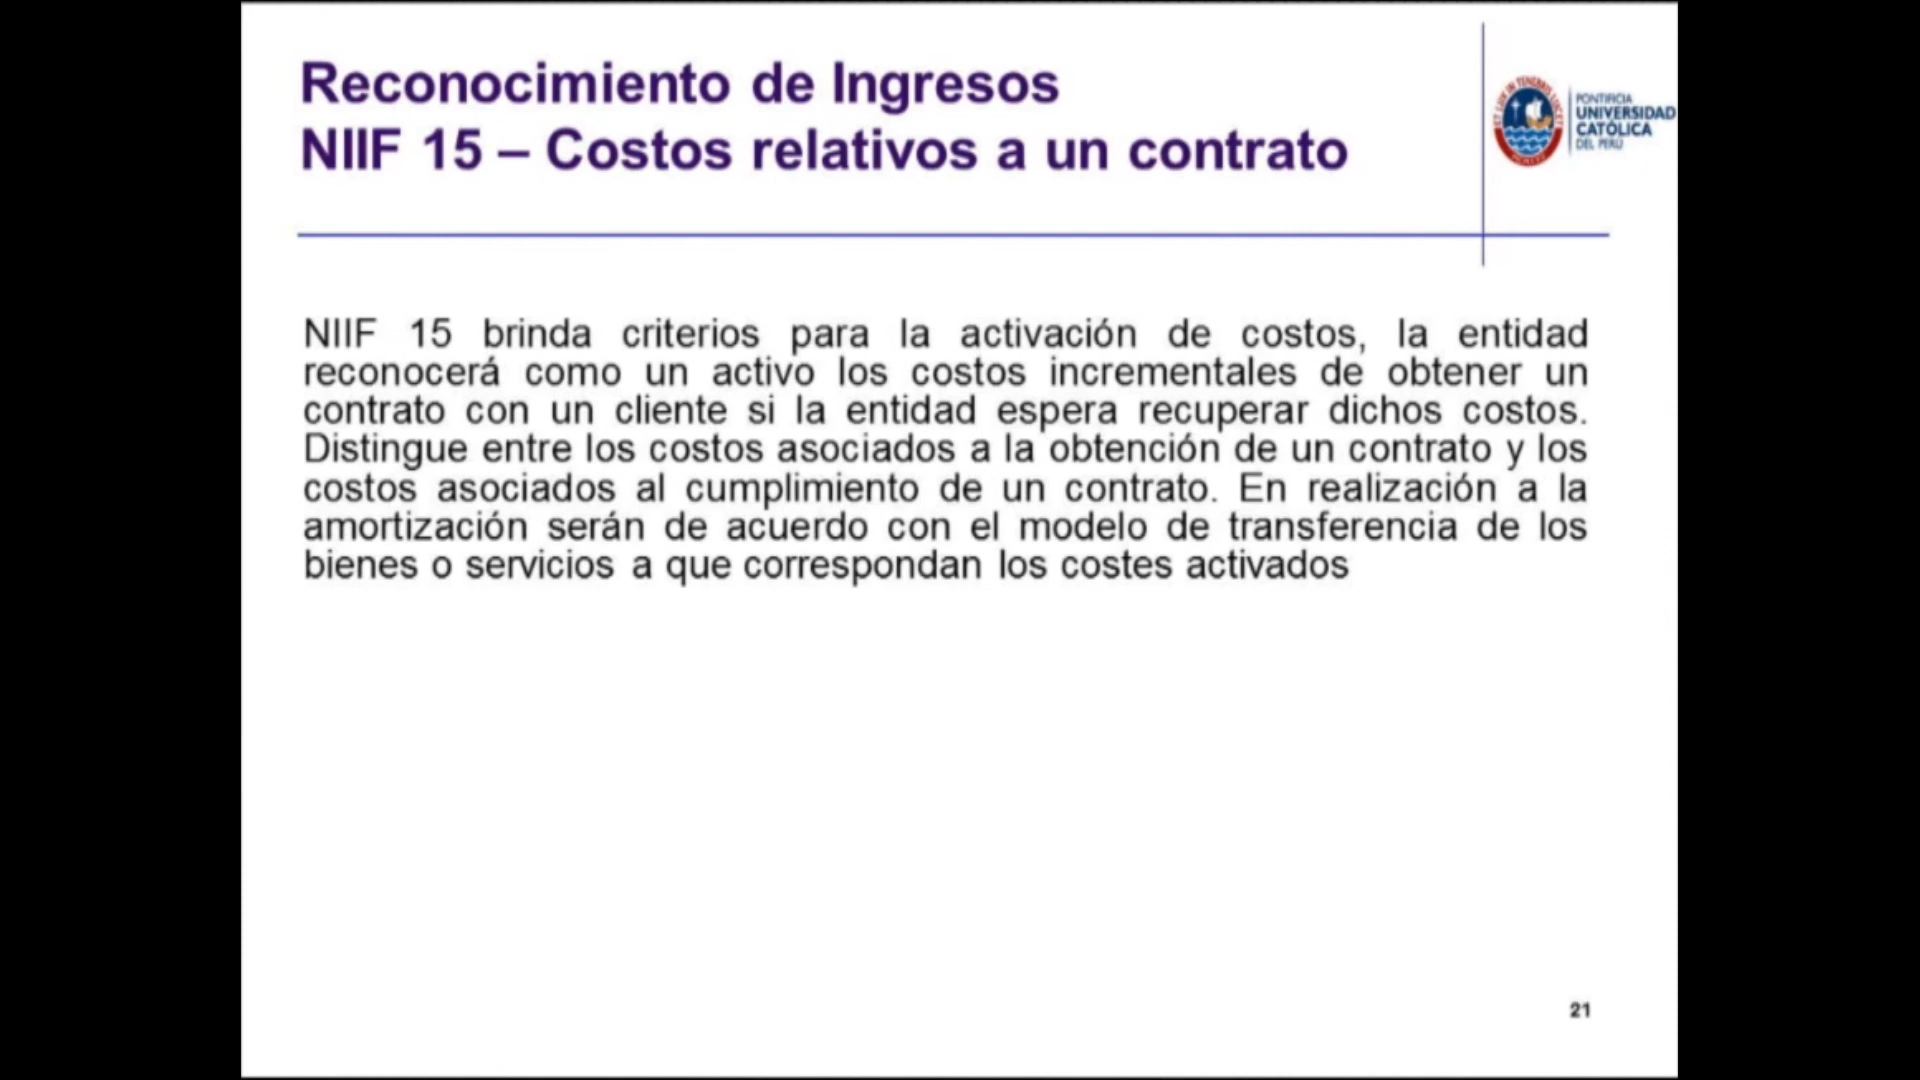 Reconocimiento de Ingresos
NIIF 15 – Costos relativos a un contrato
PONTIFICIA
UNIVERSIDAD
CATÓLICA
DEL PERÚ
NIIF 15 brinda criterios para la activación de costos, la entidad
reconocerá como un activo los costos incrementales de obtener un
contrato con un cliente si la entidad espera recuperar dichos costos.
Distingue entre los costos asociados a la obtención de un contrato y los
costos asociados al cumplimiento de un contrato. En realización a la
amortización serán de acuerdo con el modelo de transferencia de los
bienes o servicios a que correspondan los costes activados
21